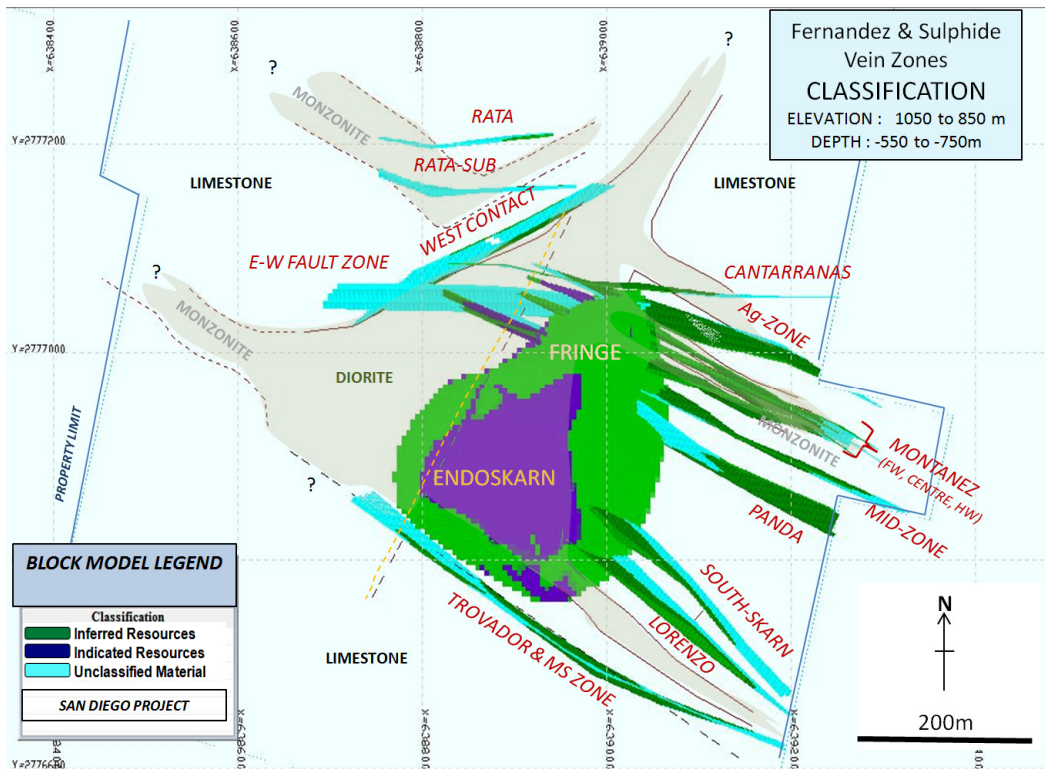 X=638400
X=638600
X=638800
X=639000
Fernandez & Sulphide
Vein Zones
CLASSIFICATION
ELEVATION : 1050 to 850 m
DEPTH : -550 to -750m
?
?
MONZONITE
RATA
Y=2777200
RATA-SUB
LIMESTONE
LIMESTONE
WEST CONTACT
E-W FAULT ZONE
?
CANTARRANAS
Ag-ZONE
MONZONITE
Y=2777000
FRINGE
DIORITE
MONZONITE
MONTANEZ
(FW, CENTRE, HW)
PROPERTY LIMIT
ENDOSKARN
?
PANDA
MID-ZONE
BLOCK MODEL LEGEND
Classification
Inferred Resources
Indicated Resources
Unclassified Material
SAN DIEGO PROJECT
SOUTH-SKARN
LORENZO
TROVADOR & MS ZONE
LIMESTONE
N
200m